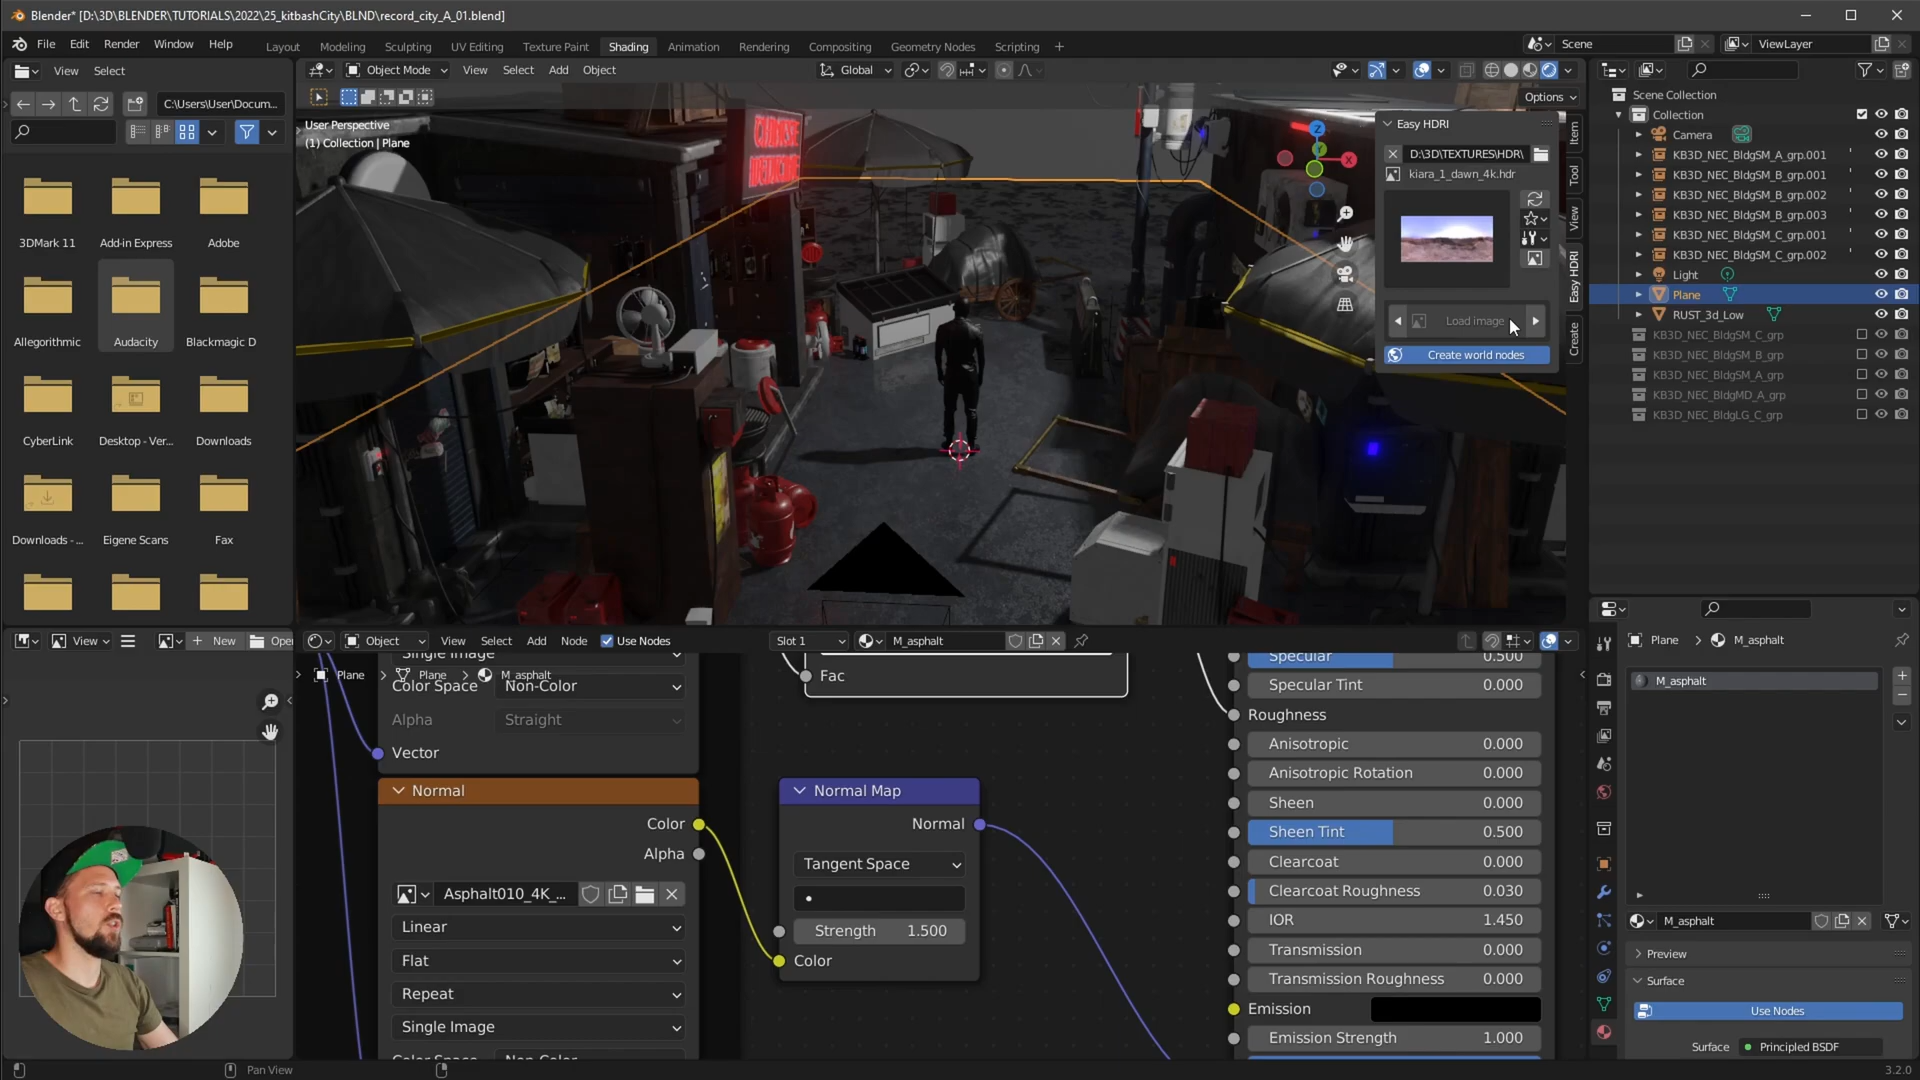 Blender* [D:\3D\BLENDER\TUTORIALS\2022\25_kitbashCity\BLND\record_city_A_01.blend]
File Edit Render Window Help
Layout Modeling Sculpting UV Editing Texture Paint Shading Animation Rendering Compositing Geometry Nodes Scripting +
Scene
ViewLayer
View Select
Object Mode View Select Add Object
Global
C:\Users\User\Docum...
Options
User Perspective
(1) Collection | Plane
CHINESE
MEDICINE
Z
Y
X
Easy HDRI
D:\3D\TEXTURES\HDR\
kiara_1_dawn_4k.hdr
Load image
Create world nodes
Item
Tool
View
Easy HDRI
Create
3DMark 11 Add-in Express Adobe
Allegorithmic Audacity Blackmagic D
CyberLink Desktop - Ver... Downloads
Downloads - ... Eigene Scans Fax
Scene Collection
Collection
Camera
KB3D_NEC_BldgSM_A_grp.001
KB3D_NEC_BldgSM_B_grp.001
KB3D_NEC_BldgSM_B_grp.002
KB3D_NEC_BldgSM_B_grp.003
KB3D_NEC_BldgSM_C_grp.001
KB3D_NEC_BldgSM_C_grp.002
Light
Plane
RUST_3d_Low
KB3D_NEC_BldgSM_C_grp
KB3D_NEC_BldgSM_B_grp
KB3D_NEC_BldgSM_A_grp
KB3D_NEC_BldgMD_A_grp
KB3D_NEC_BldgLG_C_grp
View
+ New
Open
Object View Select Add Node Use Nodes
Slot 1
M_asphalt
Plane > Plane > M_asphalt
Single Image
Color Space Non-Color
Alpha Straight
Vector
Normal
Color
Alpha
Asphalt010_4K_...
Linear
Flat
Repeat
Single Image
Color Space Non-Color
Fac
Normal Map
Normal
Tangent Space
Strength 1.500
Color
Specular 0.500
Specular Tint 0.000
Roughness
Anisotropic 0.000
Anisotropic Rotation 0.000
Sheen 0.000
Sheen Tint 0.500
Clearcoat 0.000
Clearcoat Roughness 0.030
IOR 1.450
Transmission 0.000
Transmission Roughness 0.000
Emission
Emission Strength 1.000
Plane > M_asphalt
M_asphalt
M_asphalt
Preview
Surface
Use Nodes
Surface Principled BSDF
Pan View
3.2.0